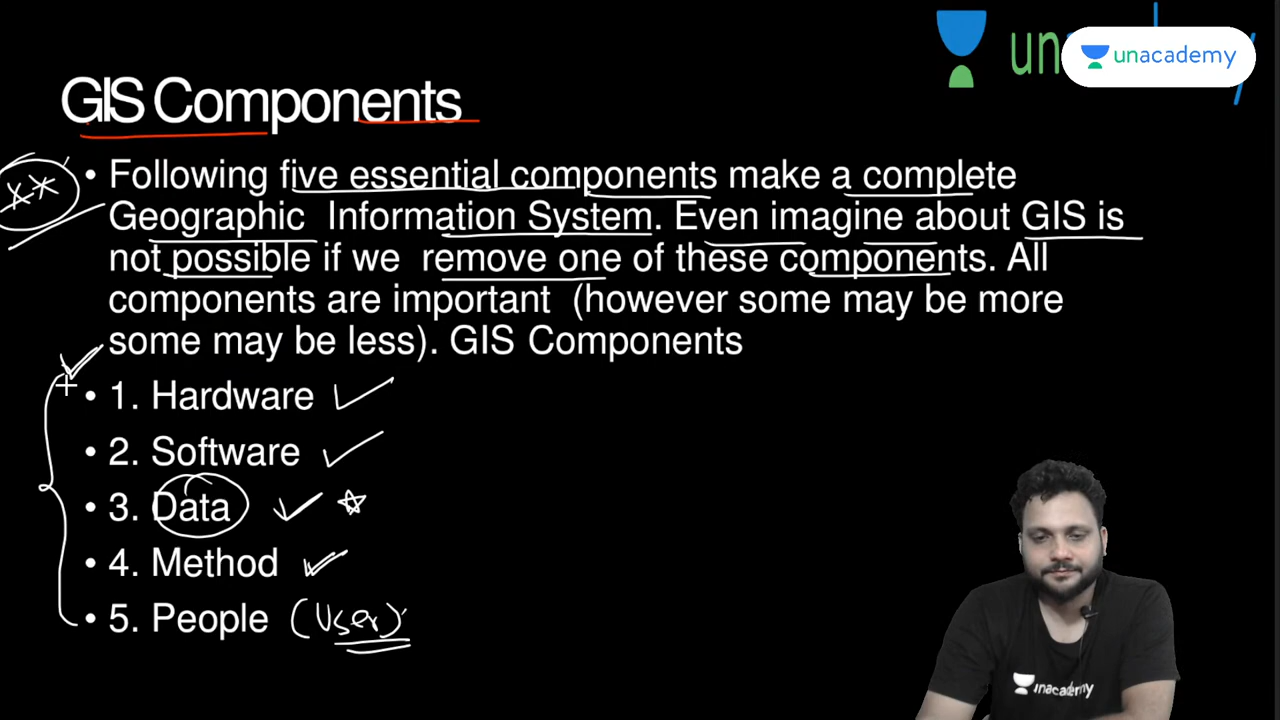 unacademy
un
y
GIS Components
• Following five essential components make a complete
Geographic Information System. Even imagine about GIS is
not possible if we remove one of these components. All
components are important (however some may be more
some may be less). GIS Components
• 1. Hardware
• 2. Software
• 3. Data
• 4. Method
• 5. People (User)
unacademy